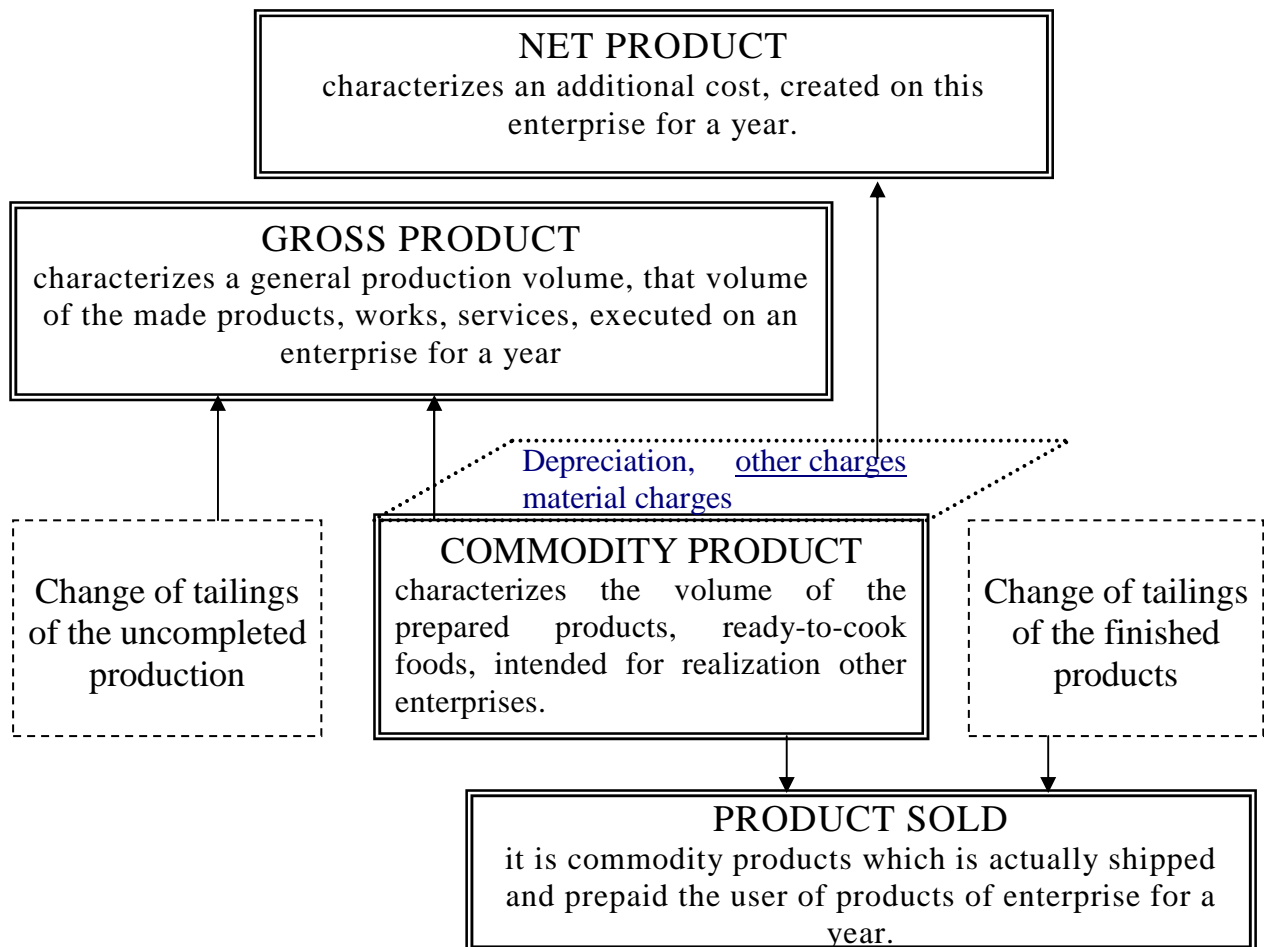 NET PRODUCT
characterizes an additional cost, created on this
enterprise for a year.
GROSS PRODUCT
characterizes a general production volume, that volume
of the made products, works, services, executed on an
enterprise for a year
Depreciation, other charges
material charges
Change of tailings
of the uncompleted
production
COMMODITY PRODUCT
characterizes the volume of the
prepared products, ready-to-cook
foods, intended for realization other
enterprises.
Change of tailings
of the finished
products
PRODUCT SOLD
it is commodity products which is actually shipped
and prepaid the user of products of enterprise for a
year.